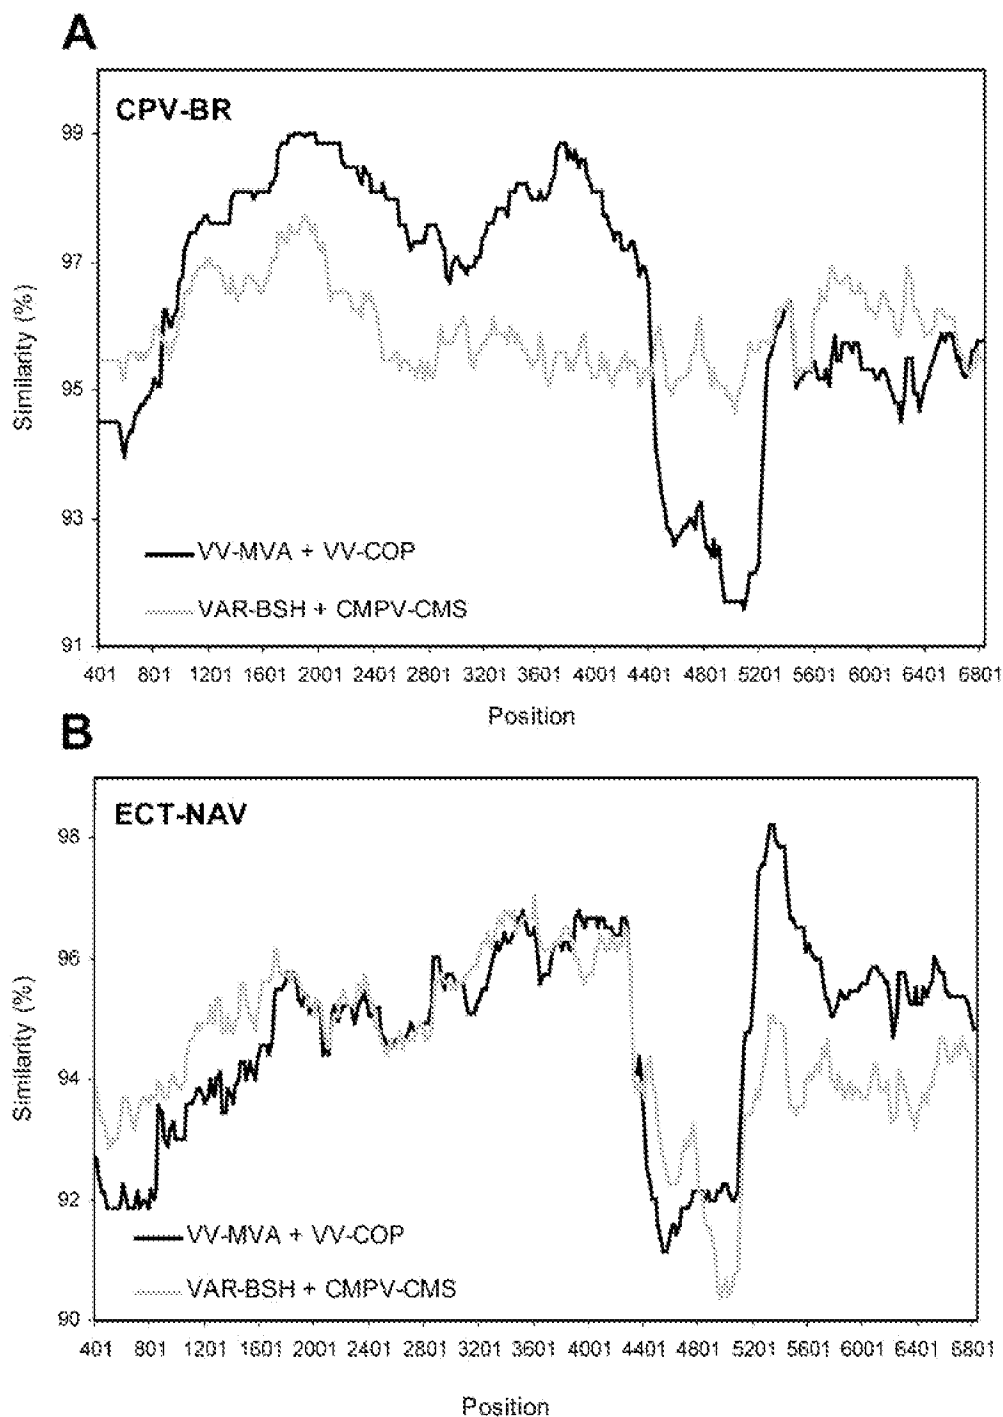 A
CPV-BR
99
97
95
93
91
Similarity (%)
VV-MVA + VV-COP
VAR-BSH + CMPV-CMS
401 801 1201 1601 2001 2401 2801 3201 3601 4001 4401 4801 5201 5601 6001 6401 6801
Position
B
ECT-NAV
98
96
94
92
90
Similarity (%)
VV-MVA + VV-COP
VAR-BSH + CMPV-CMS
401 801 1201 1601 2001 2401 2801 3201 3601 4001 4401 4801 5201 5601 6001 6401 6801
Position